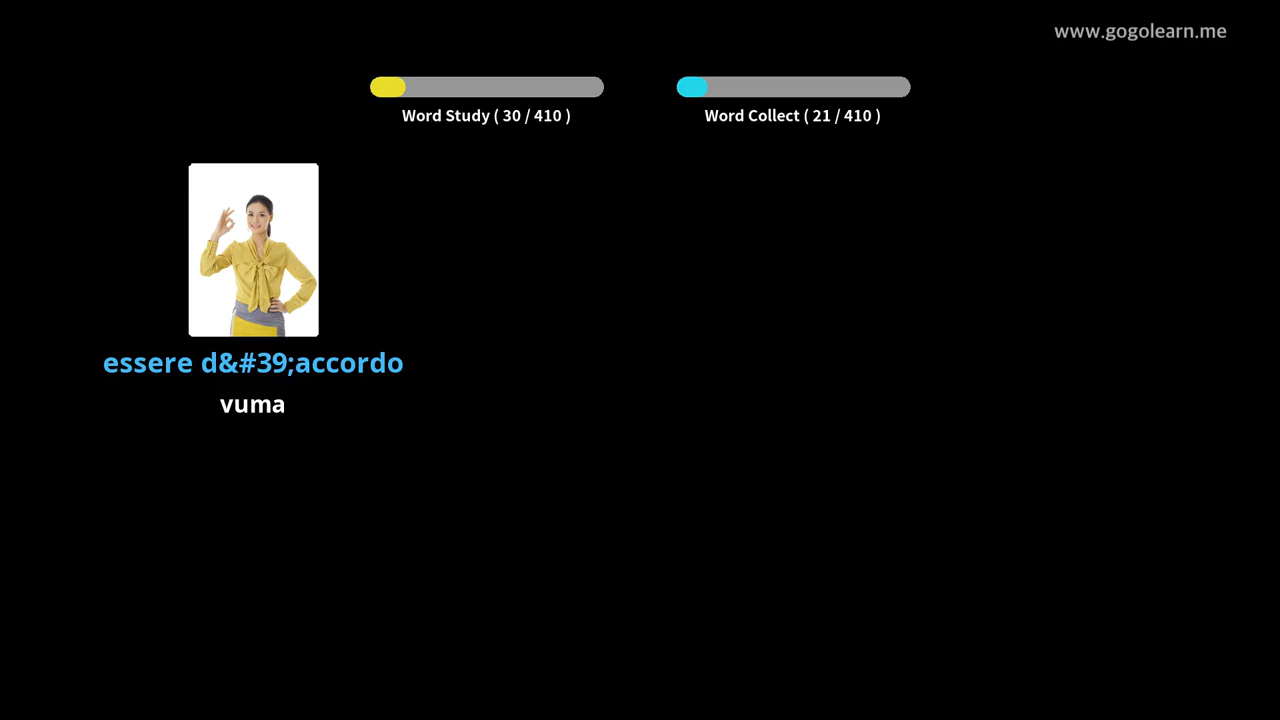 www.gogolearn.me
Word Study ( 30 / 410 )
Word Collect ( 21 / 410 )
essere d&#39;accordo
vuma